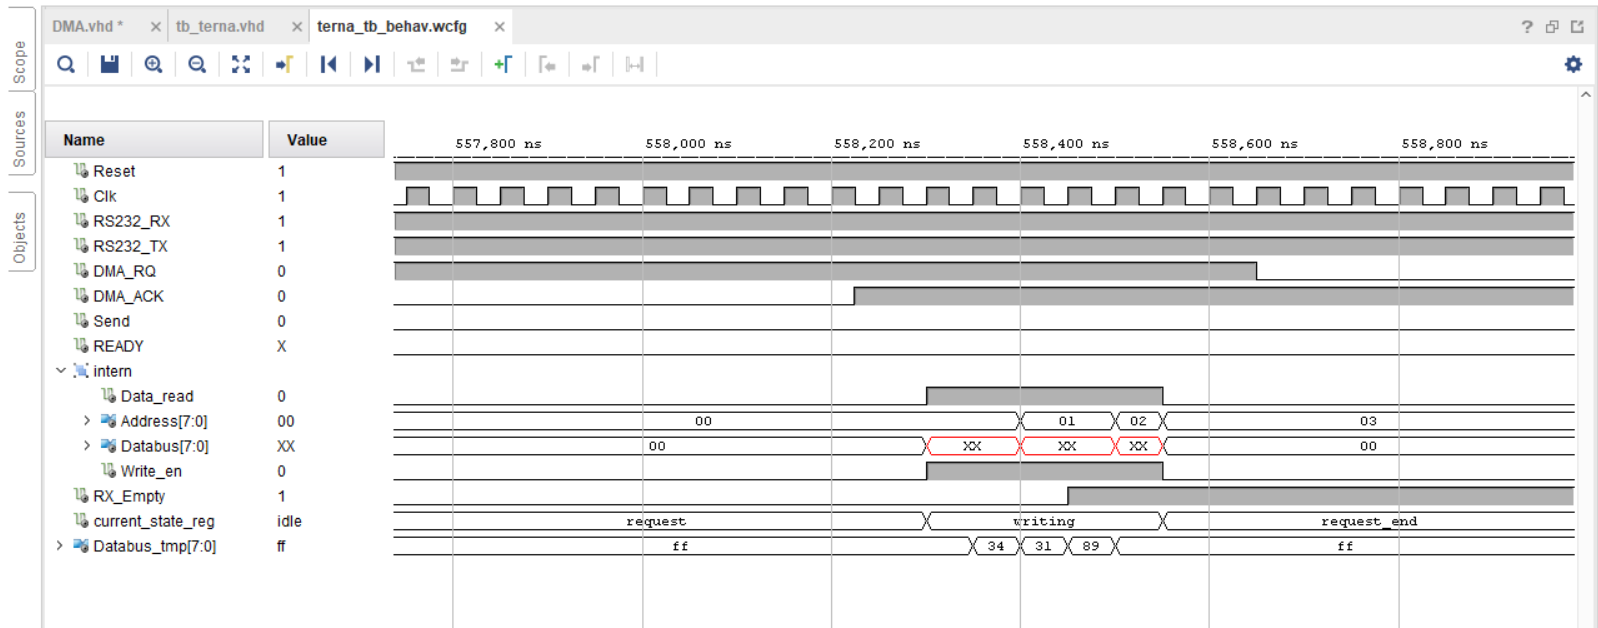 DMA.vhd * × tb_terna.vhd × terna_tb_behav.wcfg × ?
Scope
Sources
Objects
Name Value 557,800 ns 558,000 ns 558,200 ns 558,400 ns 558,600 ns 558,800 ns
Reset 1
Clk 1
RS232_RX 1
RS232_TX 1
DMA_RQ 0
DMA_ACK 0
Send 0
READY X
intern
Data_read 0
Address[7:0] 00 00 01 02 03
Databus[7:0] XX 00 XX XX XX 00
Write_en 0
RX_Empty 1
current_state_reg idle request writing request_end
Databus_tmp[7:0] ff ff 34 31 89 ff